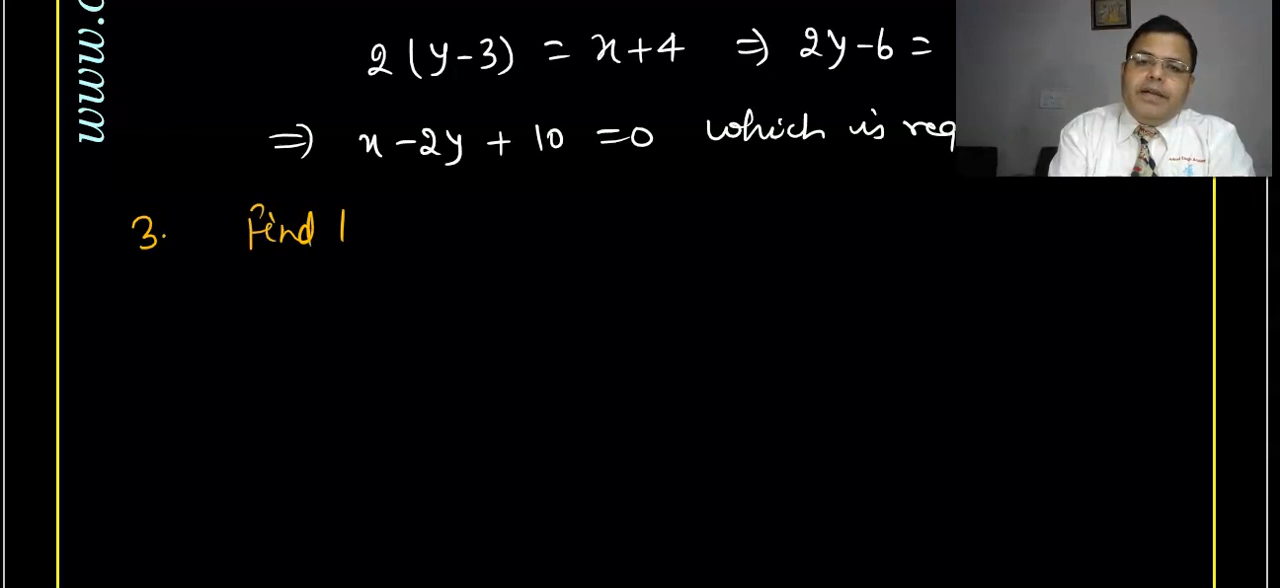 www.
2(y-3) = x+4 ⇒ 2y-6 =
⇒ x-2y+10 =0 which is req
3. Find